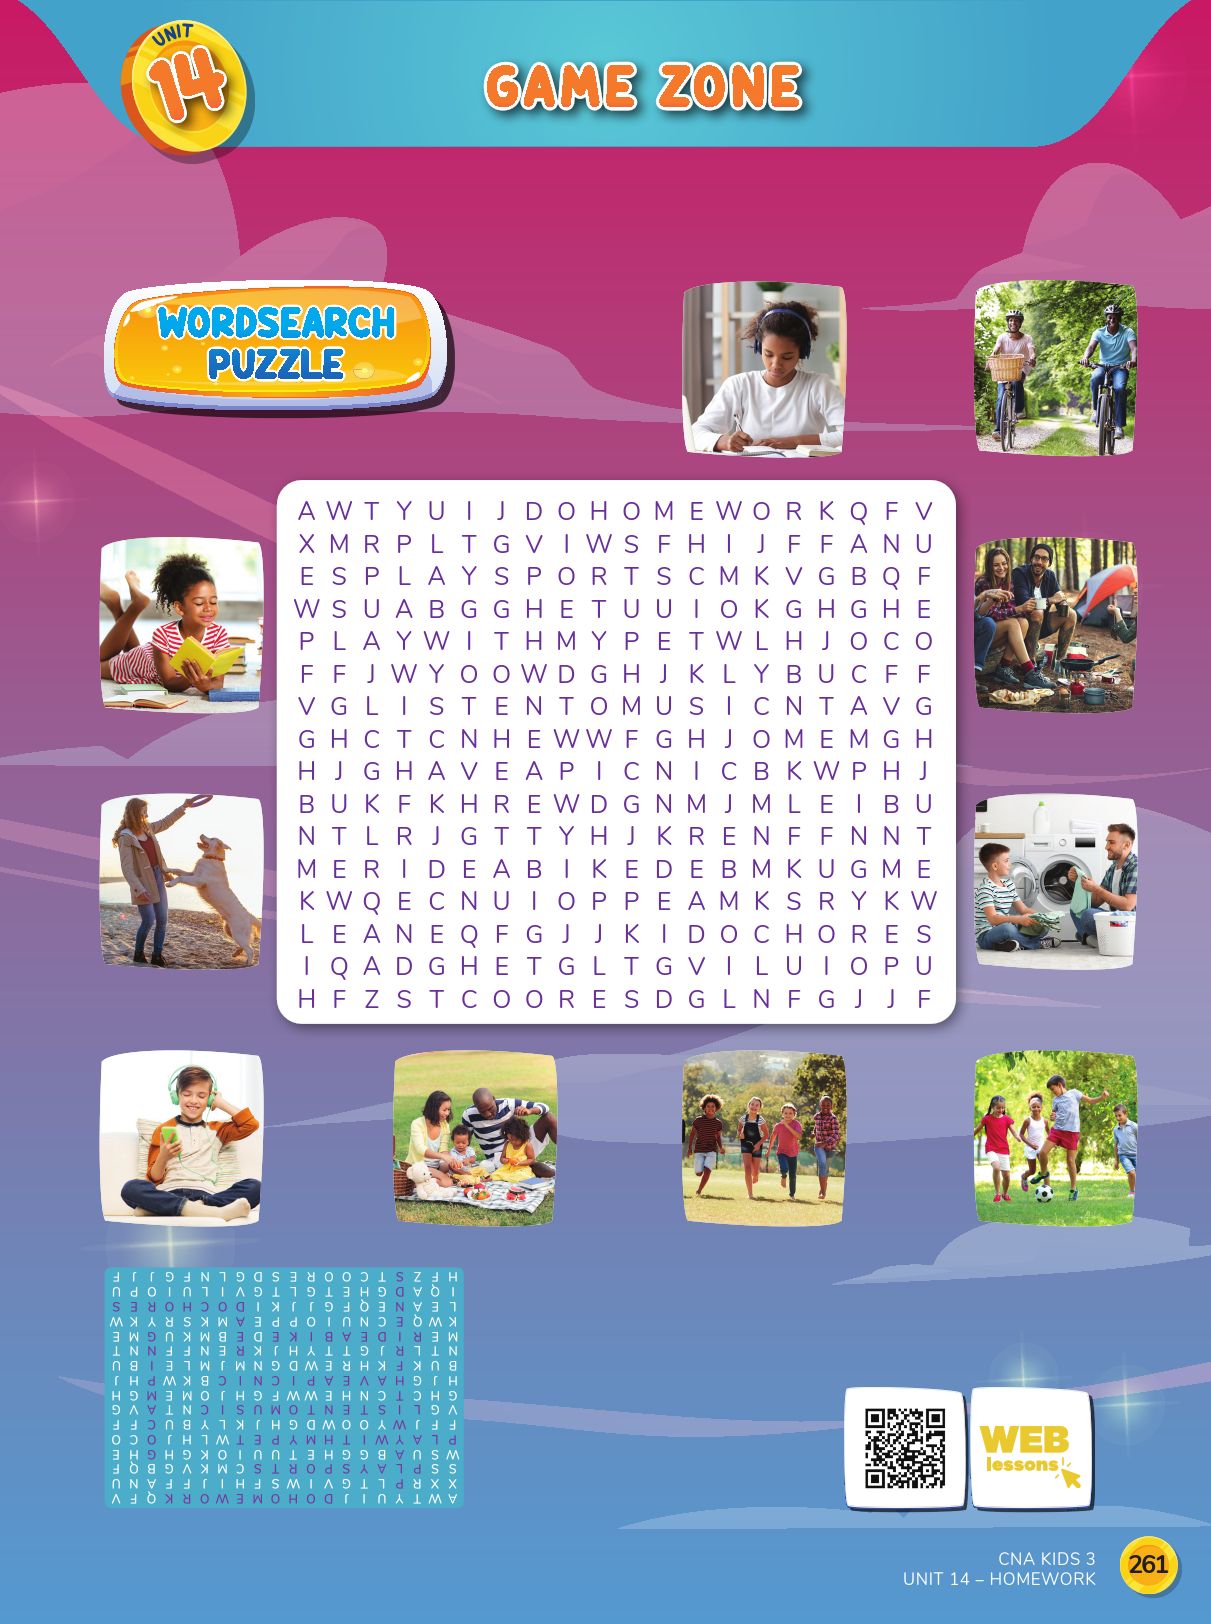 UNIT
14
GAME ZONE
WORDSEARCH
PUZZLE
A W T Y U I J D O H O M E W O R K Q F V
X M R P L T G V I W S F H I J F F A N U
E S P L A Y S P O R T S C M K V G B Q F
W S U A B G G H E T U U I O K G H G H E
P L A Y W I T H M Y P E T W L H J O C O
F F J W Y O O W D G H J K L Y B U C F F
V G L I S T E N T O M U S I C N T A V G
G H C T C N H E W W F G H J O M E M G H
H J G H A V E A P I C N I C B K W P H J
B U K F K H R E W D G N M J M L E I B U
N T L R J G T T Y H J K R E N F F N N T
M E R I D E A B I K E D E B M K U G M E
K W Q E C N U I O P P E A M K S R Y K W
L E A N E Q F G J J K I D O C H O R E S
I Q A D G H E T G L T G V I L U I O P U
H F Z S T C O O R E S D G L N F G J J F
WEB
lessons
CNA KIDS 3
UNIT 14 – HOMEWORK
261